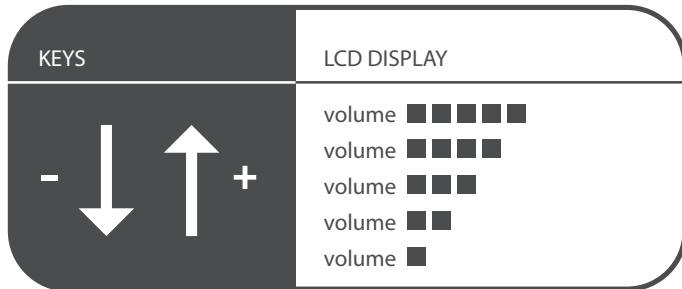 KEYS
LCD DISPLAY
- +
volume ■■■■■
volume ■■■■
volume ■■■
volume ■■
volume ■